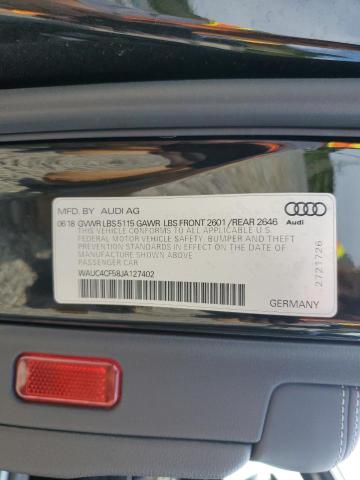 MFD. BY AUDI AG
06 18 GVWR LBS 5115 GAWR LBS FRONT 2601 /REAR 2646
THIS VEHICLE CONFORMS TO ALL APPLICABLE U.S.
FEDERAL MOTOR VEHICLE SAFETY, BUMPER AND THEFT
PREVENTION STANDARDS IN EFFECT ON THE DATE OF
MANUFACTURE SHOWN ABOVE
PASSENGER CAR
WAUC4CF58JA127402
GERMANY
Audi
2721726